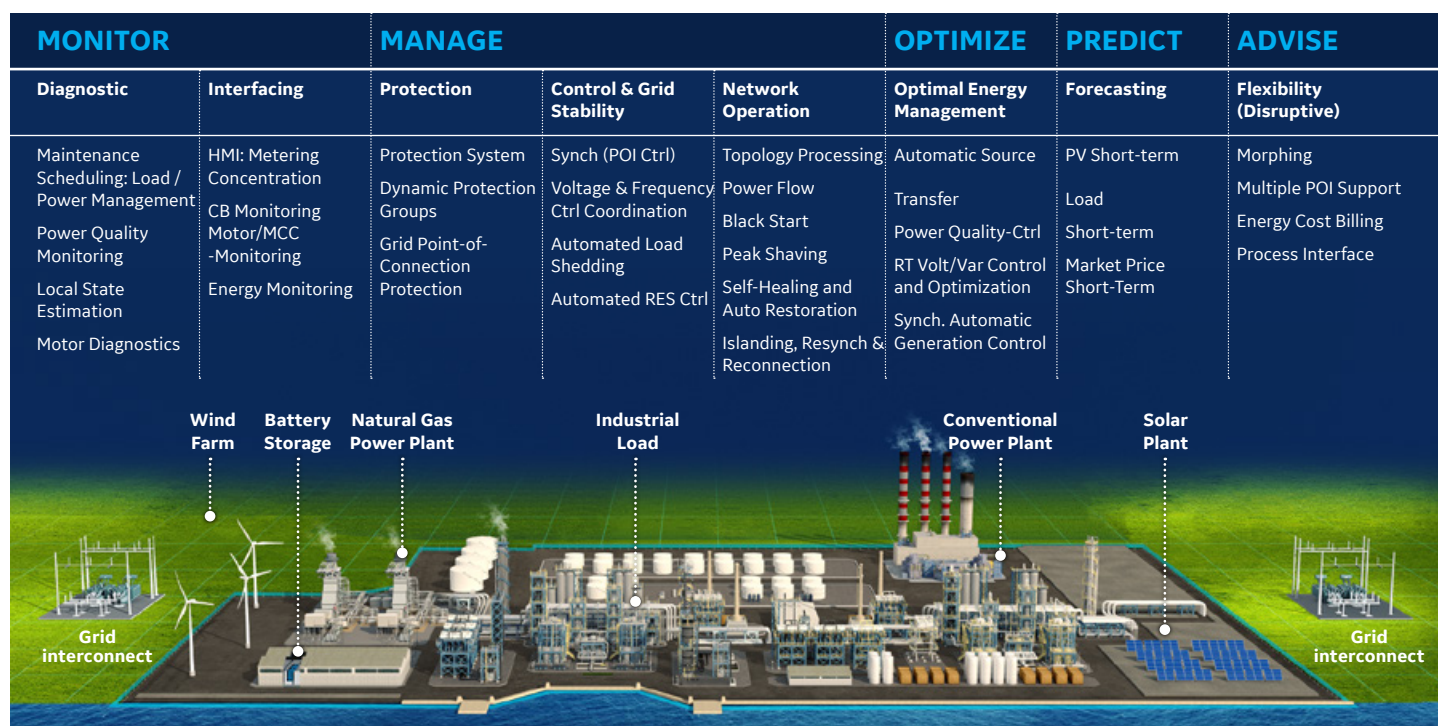 MONITOR
MANAGE
OPTIMIZE
PREDICT
ADVISE
Diagnostic
Interfacing
Protection
Control & Grid
Stability
Network
Operation
Optimal Energy
Management
Forecasting
Flexibility
(Disruptive)
Maintenance
Scheduling: Load /
Power Management
Power Quality
Monitoring
Local State
Estimation
Motor Diagnostics
HMI: Metering
Concentration
CB Monitoring
Motor/MCC
-Monitoring
Energy Monitoring
Protection System
Dynamic Protection
Groups
Grid Point-of-
Connection
Protection
Synch (POI Ctrl)
Voltage & Frequency
Ctrl Coordination
Automated Load
Shedding
Automated RES Ctrl
Topology Processing
Power Flow
Black Start
Peak Shaving
Self-Healing and
Auto Restoration
Islanding, Resynch &
Reconnection
Automatic Source
Transfer
Power Quality-Ctrl
RT Volt/Var Control
and Optimization
Synch. Automatic
Generation Control
PV Short-term
Load
Short-term
Market Price
Short-Term
Morphing
Multiple POI Support
Energy Cost Billing
Process Interface
Wind
Farm
Battery
Storage
Natural Gas
Power Plant
Industrial
Load
Conventional
Power Plant
Solar
Plant
Grid
interconnect
Grid
interconnect